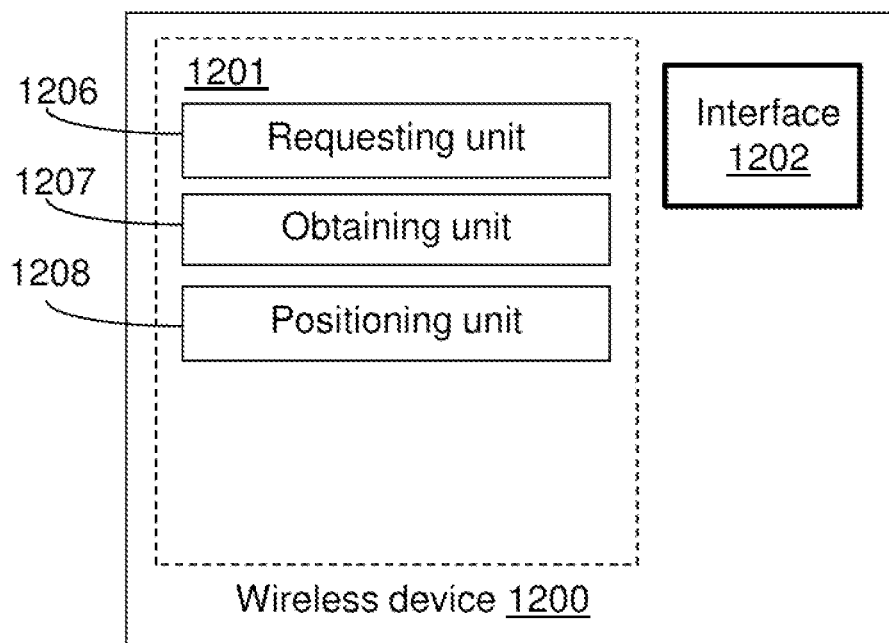 1201
1206
Requesting unit
Interface
1202
1207
Obtaining unit
1208
Positioning unit
Wireless device 1200